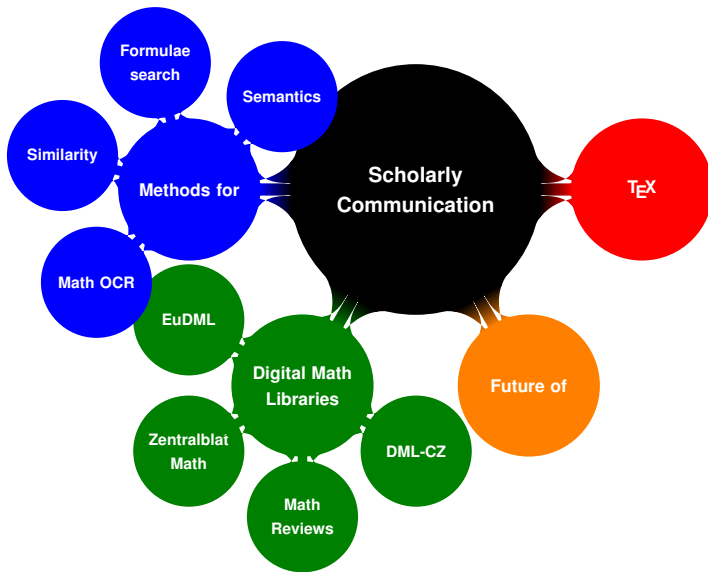 Formulae
search
Semantics
Similarity
Methods for
Scholarly
Communication
TEX
Math OCR
EuDML
Digital Math
Libraries
Future of
Zentralblat
Math
DML-CZ
Math
Reviews